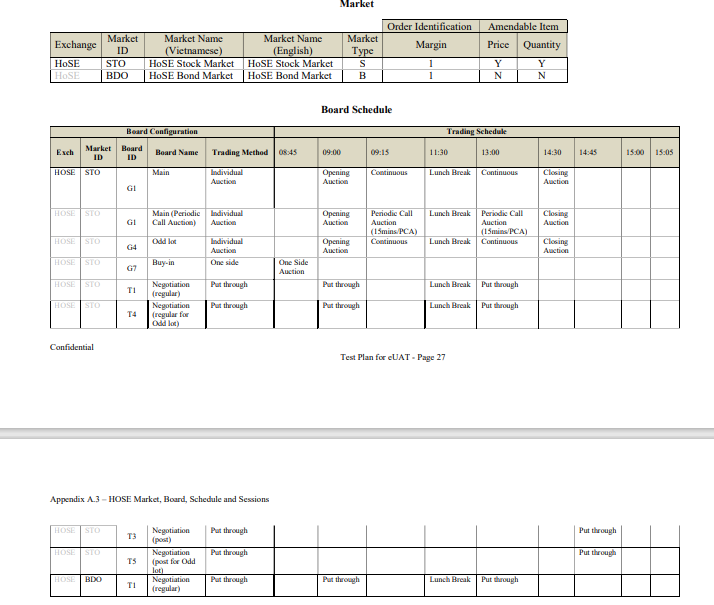 Market
Order Identification Amendable Item
Exchange Market ID Market Name (Vietnamese) Market Name (English) Market Type Margin Price Quantity
HoSE STO HoSE Stock Market HoSE Stock Market S 1 Y Y
HoSE BDO HoSE Bond Market HoSE Bond Market B 1 N N
Board Schedule
Board Configuration Trading Schedule
Exch Market ID Board ID Board Name Trading Method 08:45 09:00 09:15 11:30 13:00 14:30 14:45 15:00 15:05
HOSE STO G1 Main Individual Auction Opening Auction Continuous Lunch Break Continuous Closing Auction
HOSE STO G1 Main (Periodic Call Auction) Individual Auction Opening Auction Periodic Call Auction (15mins/PCA) Lunch Break Periodic Call Auction (15mins/PCA) Closing Auction
HOSE STO G4 Odd lot Individual Auction Opening Auction Continuous Lunch Break Continuous Closing Auction
HOSE STO G7 Buy-in One side One Side Auction
HOSE STO T1 Negotiation (regular) Put through Put through Lunch Break Put through
HOSE STO T4 Negotiation (regular for Odd lot) Put through Put through Lunch Break Put through
Confidential
Test Plan for eUAT - Page 27
Appendix A.3 – HOSE Market, Board, Schedule and Sessions
HOSE STO T3 Negotiation (post) Put through Put through
HOSE STO T5 Negotiation (post for Odd lot) Put through Put through
HOSE BDO T1 Negotiation (regular) Put through Put through Lunch Break Put through